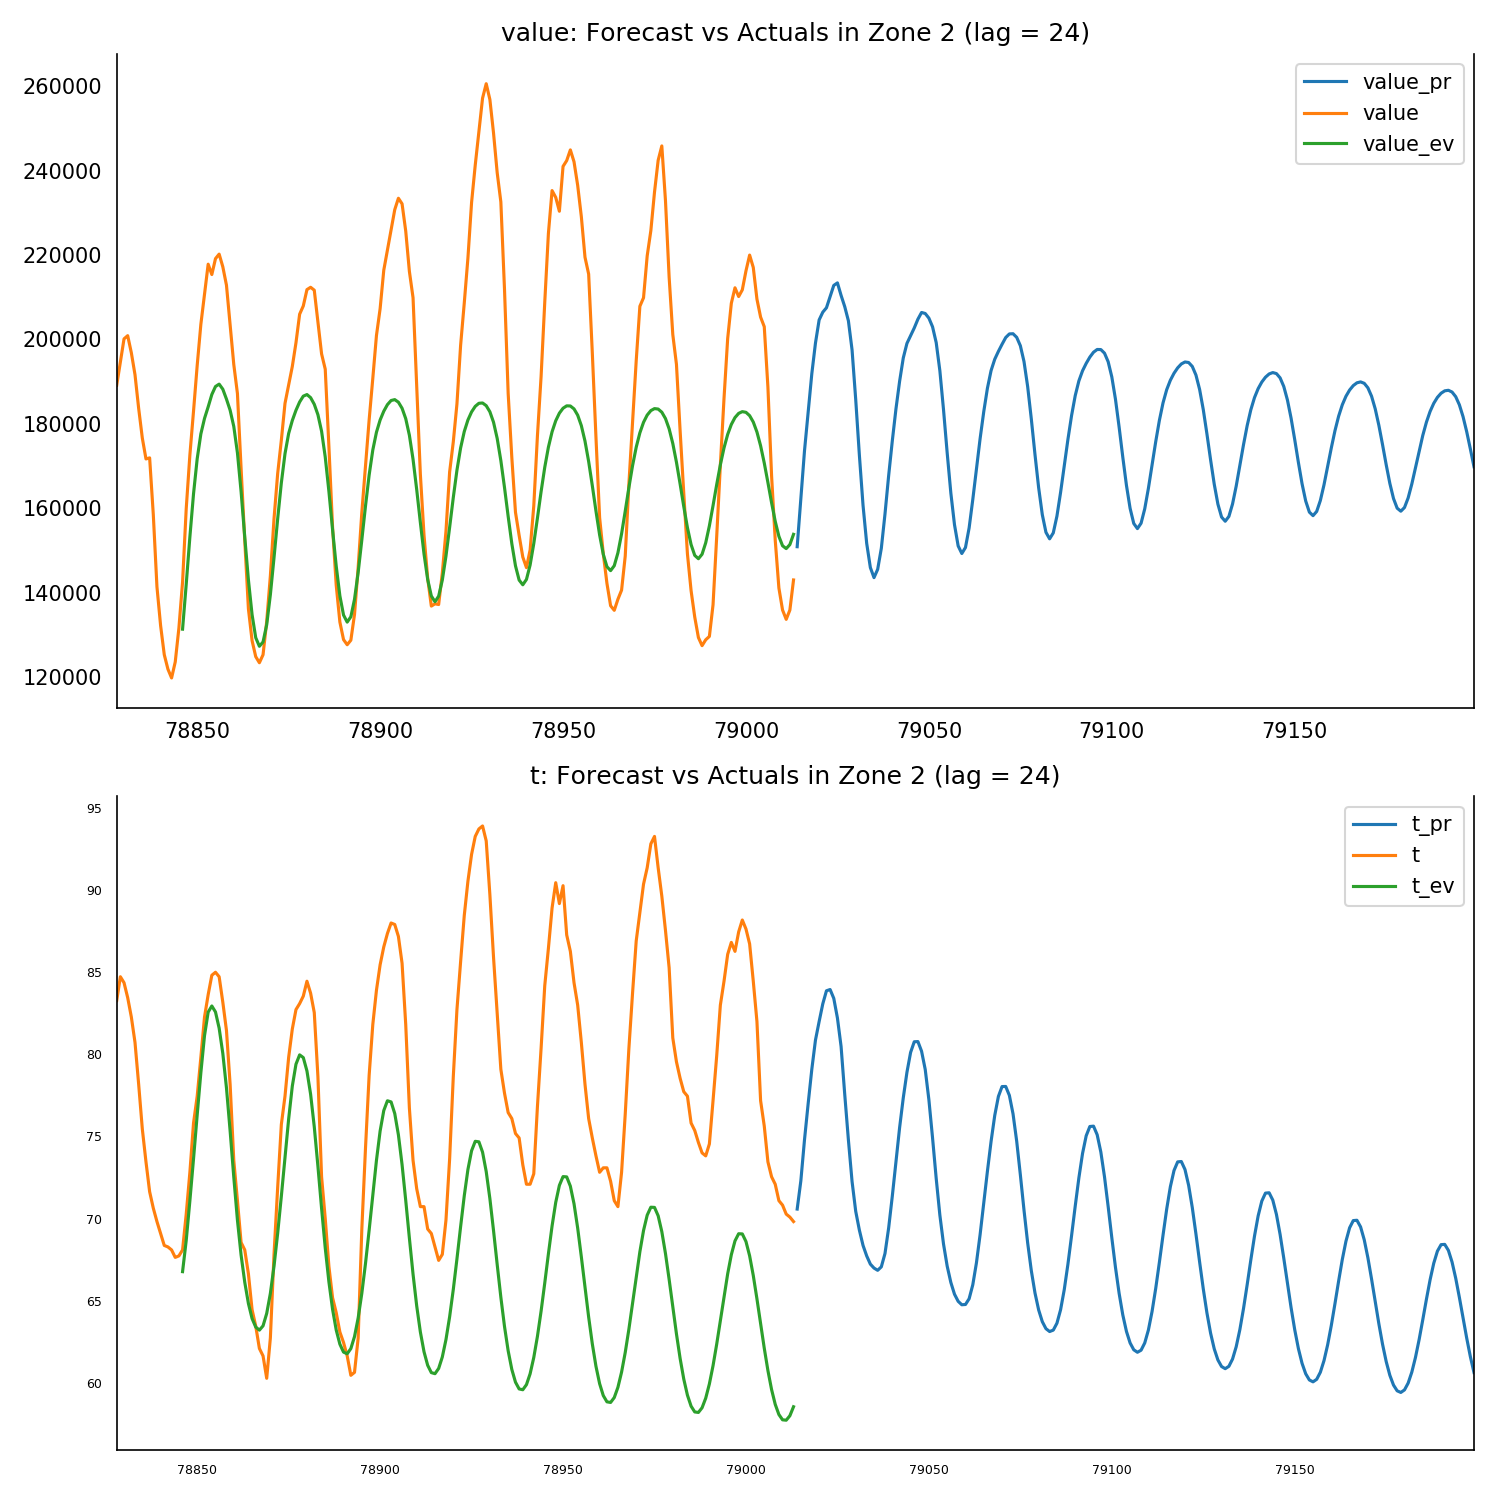 value: Forecast vs Actuals in Zone 2 (lag = 24)
260000
240000
220000
200000
180000
160000
140000
120000
value_pr
value
value_ev
78850 78900 78950 79000 79050 79100 79150
t: Forecast vs Actuals in Zone 2 (lag = 24)
95
90
85
80
75
70
65
60
t_pr
t
t_ev
78850 78900 78950 79000 79050 79100 79150